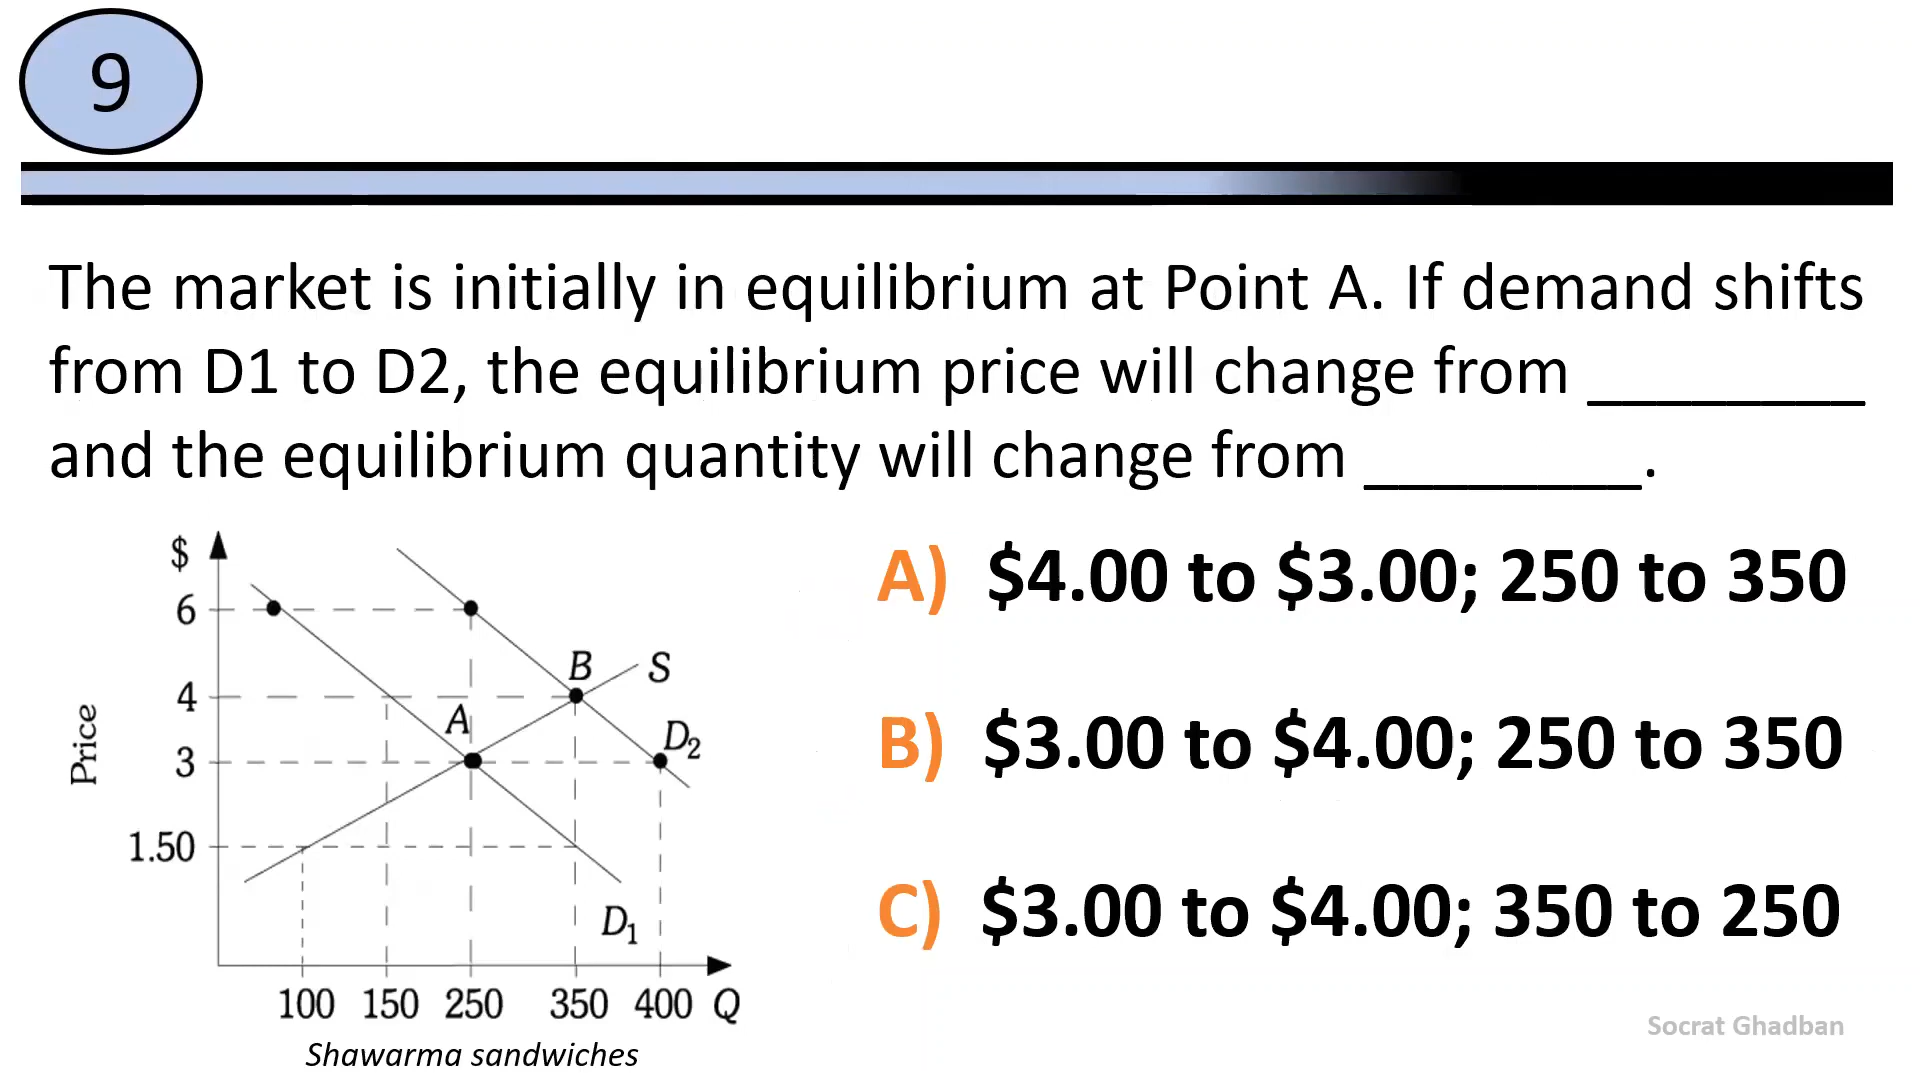 9
The market is initially in equilibrium at Point A. If demand shifts
from D1 to D2, the equilibrium price will change from ________
and the equilibrium quantity will change from ________.
$
6
4
3
1.50
Price
A
B
S
D2
D1
100 150 250 350 400 Q
Shawarma sandwiches
A) $4.00 to $3.00; 250 to 350
B) $3.00 to $4.00; 250 to 350
C) $3.00 to $4.00; 350 to 250
Socrat Ghadban